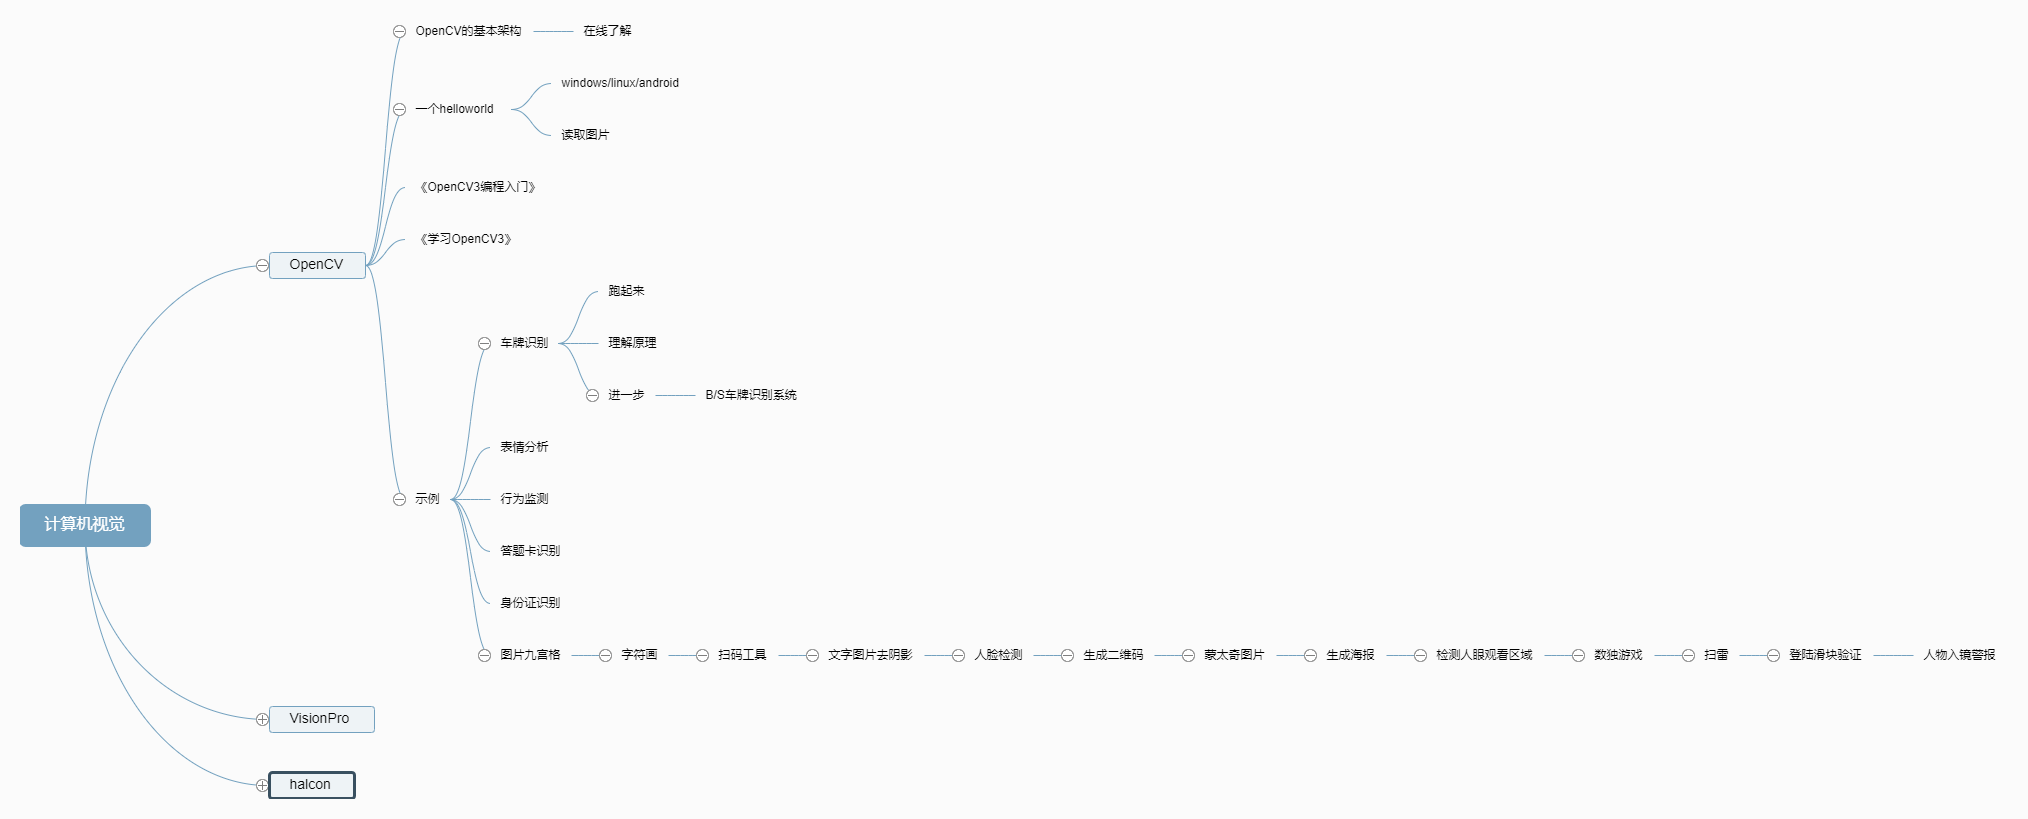 OpenCV的基本架构
在线了解
windows/linux/android
一个helloworld
读取图片
《OpenCV3编程入门》
《学习OpenCV3》
OpenCV
跑起来
车牌识别
理解原理
进一步
B/S车牌识别系统
表情分析
示例
行为监测
计算机视觉
答题卡识别
身份证识别
图片九宫格
字符画
扫码工具
文字图片去阴影
人脸检测
生成二维码
蒙太奇图片
生成海报
检测人眼观看区域
数独游戏
扫雷
登陆滑块验证
人物入镜警报
VisionPro
halcon